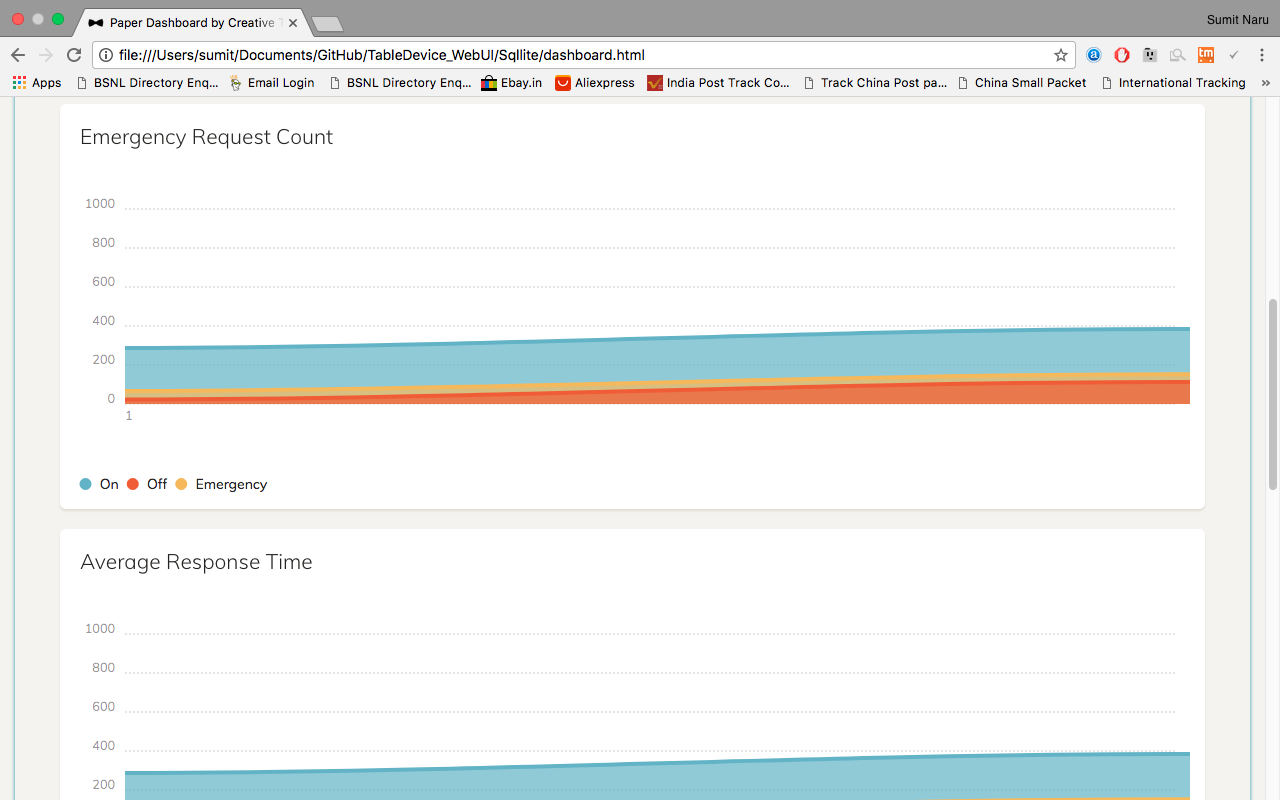 Paper Dashboard by Creative T
Sumit Naru
file:///Users/sumit/Documents/GitHub/TableDevice_WebUI/Sqllite/dashboard.html
Apps BSNL Directory Enq... Email Login BSNL Directory Enq... Ebay.in Aliexpress India Post Track Co... Track China Post pa... China Small Packet International Tracking »
Emergency Request Count
1000
800
600
400
200
0
1
On Off Emergency
Average Response Time
1000
800
600
400
200